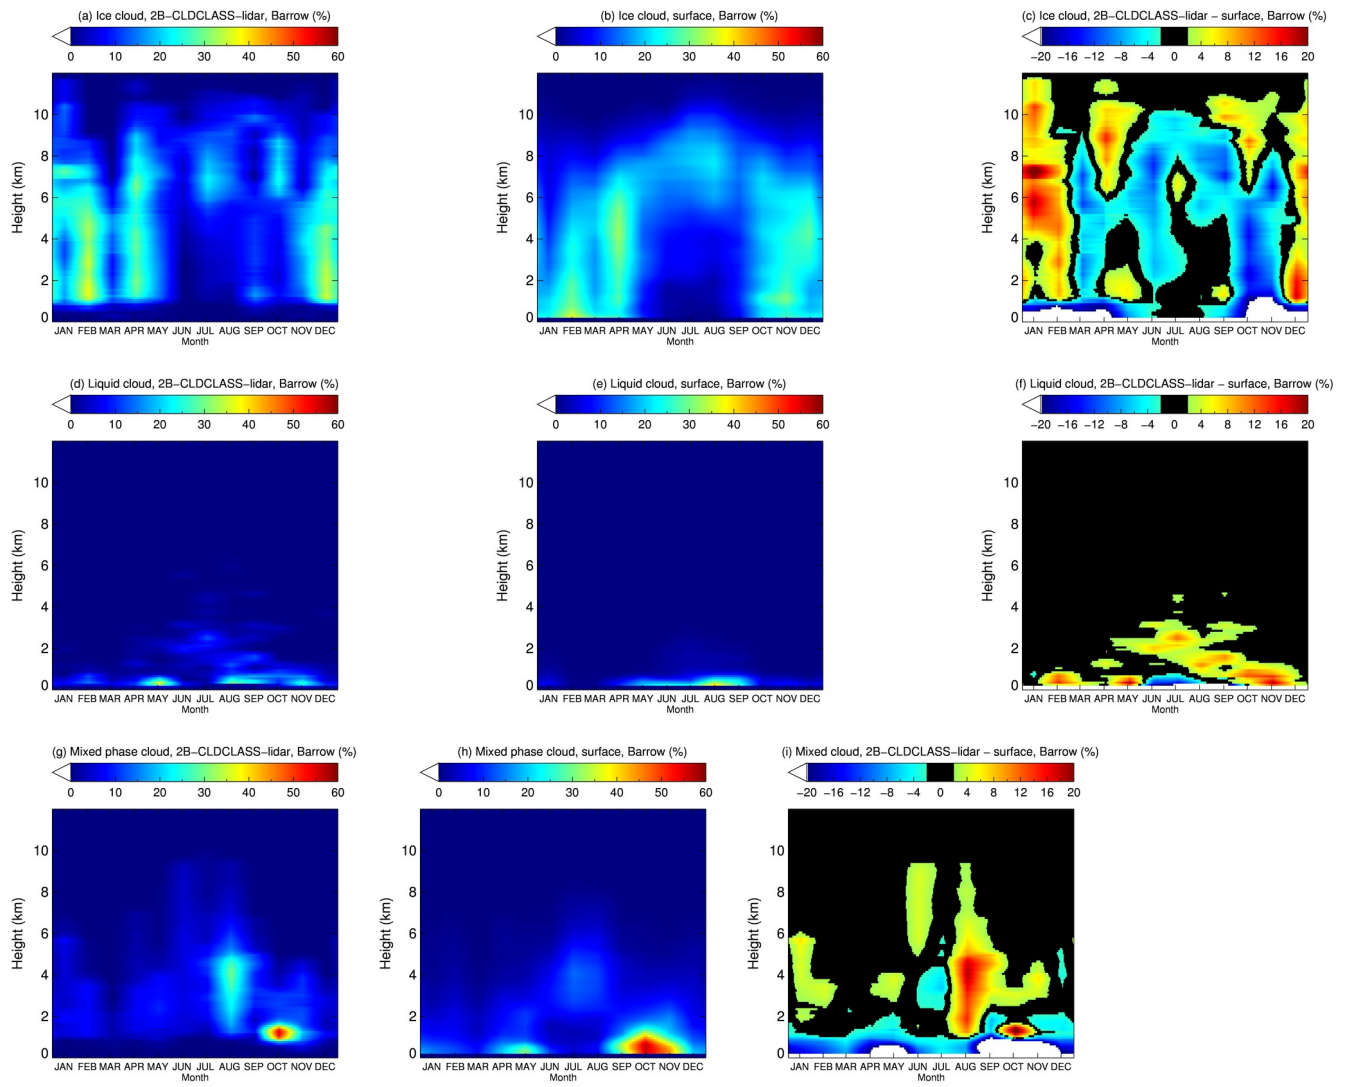 (a) Ice cloud, 2B−CLDCLASS−lidar, Barrow (%)
0 10 20 30 40 50 60
Height (km)
10
8
6
4
2
0
JAN FEB MAR APR MAY JUN JUL AUG SEP OCT NOV DEC
Month
(b) Ice cloud, surface, Barrow (%)
0 10 20 30 40 50 60
Height (km)
10
8
6
4
2
0
JAN FEB MAR APR MAY JUN JUL AUG SEP OCT NOV DEC
Month
(c) Ice cloud, 2B−CLDCLASS−lidar − surface, Barrow (%)
−20 −16 −12 −8 −4 0 4 8 12 16 20
Height (km)
10
8
6
4
2
0
JAN FEB MAR APR MAY JUN JUL AUG SEP OCT NOV DEC
Month
(d) Liquid cloud, 2B−CLDCLASS−lidar, Barrow (%)
0 10 20 30 40 50 60
Height (km)
10
8
6
4
2
0
JAN FEB MAR APR MAY JUN JUL AUG SEP OCT NOV DEC
Month
(e) Liquid cloud, surface, Barrow (%)
0 10 20 30 40 50 60
Height (km)
10
8
6
4
2
0
JAN FEB MAR APR MAY JUN JUL AUG SEP OCT NOV DEC
Month
(f) Liquid cloud, 2B−CLDCLASS−lidar − surface, Barrow (%)
−20 −16 −12 −8 −4 0 4 8 12 16 20
Height (km)
10
8
6
4
2
0
JAN FEB MAR APR MAY JUN JUL AUG SEP OCT NOV DEC
Month
(g) Mixed phase cloud, 2B−CLDCLASS−lidar, Barrow (%)
0 10 20 30 40 50 60
Height (km)
10
8
6
4
2
0
JAN FEB MAR APR MAY JUN JUL AUG SEP OCT NOV DEC
Month
(h) Mixed phase cloud, surface, Barrow (%)
0 10 20 30 40 50 60
Height (km)
10
8
6
4
2
0
JAN FEB MAR APR MAY JUN JUL AUG SEP OCT NOV DEC
Month
(i) Mixed cloud, 2B−CLDCLASS−lidar − surface, Barrow (%)
−20 −16 −12 −8 −4 0 4 8 12 16 20
Height (km)
10
8
6
4
2
0
JAN FEB MAR APR MAY JUN JUL AUG SEP OCT NOV DEC
Month